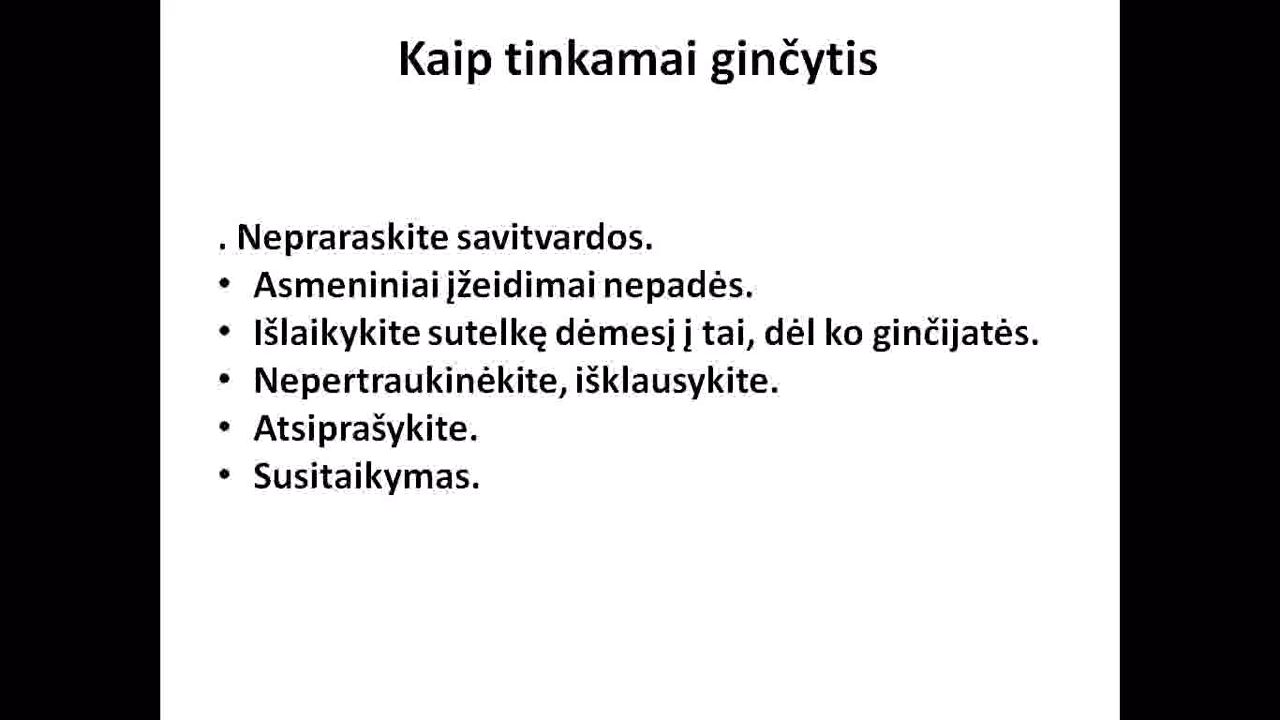 Kaip tinkamai ginčytis
. Nepraraskite savitvardos.
• Asmeniniai įžeidimai nepadės.
• Išlaikykite sutelkę dėmesį į tai, dėl ko ginčijatės.
• Nepertraukinėkite, išklausykite.
• Atsiprašykite.
• Susitaikymas.